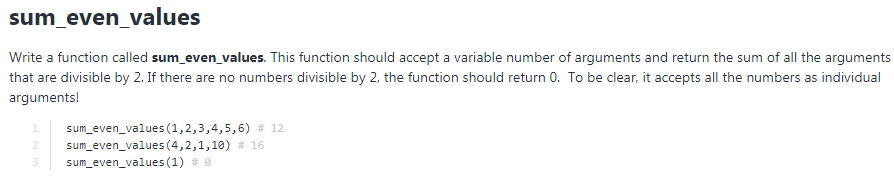 sum_even_values
Write a function called sum_even_values. This function should accept a variable number of arguments and return the sum of all the arguments
that are divisible by 2. If there are no numbers divisible by 2, the function should return 0.  To be clear, it accepts all the numbers as individual
arguments!
1 sum_even_values(1,2,3,4,5,6) # 12
2 sum_even_values(4,2,1,10) # 16
3 sum_even_values(1) # 0